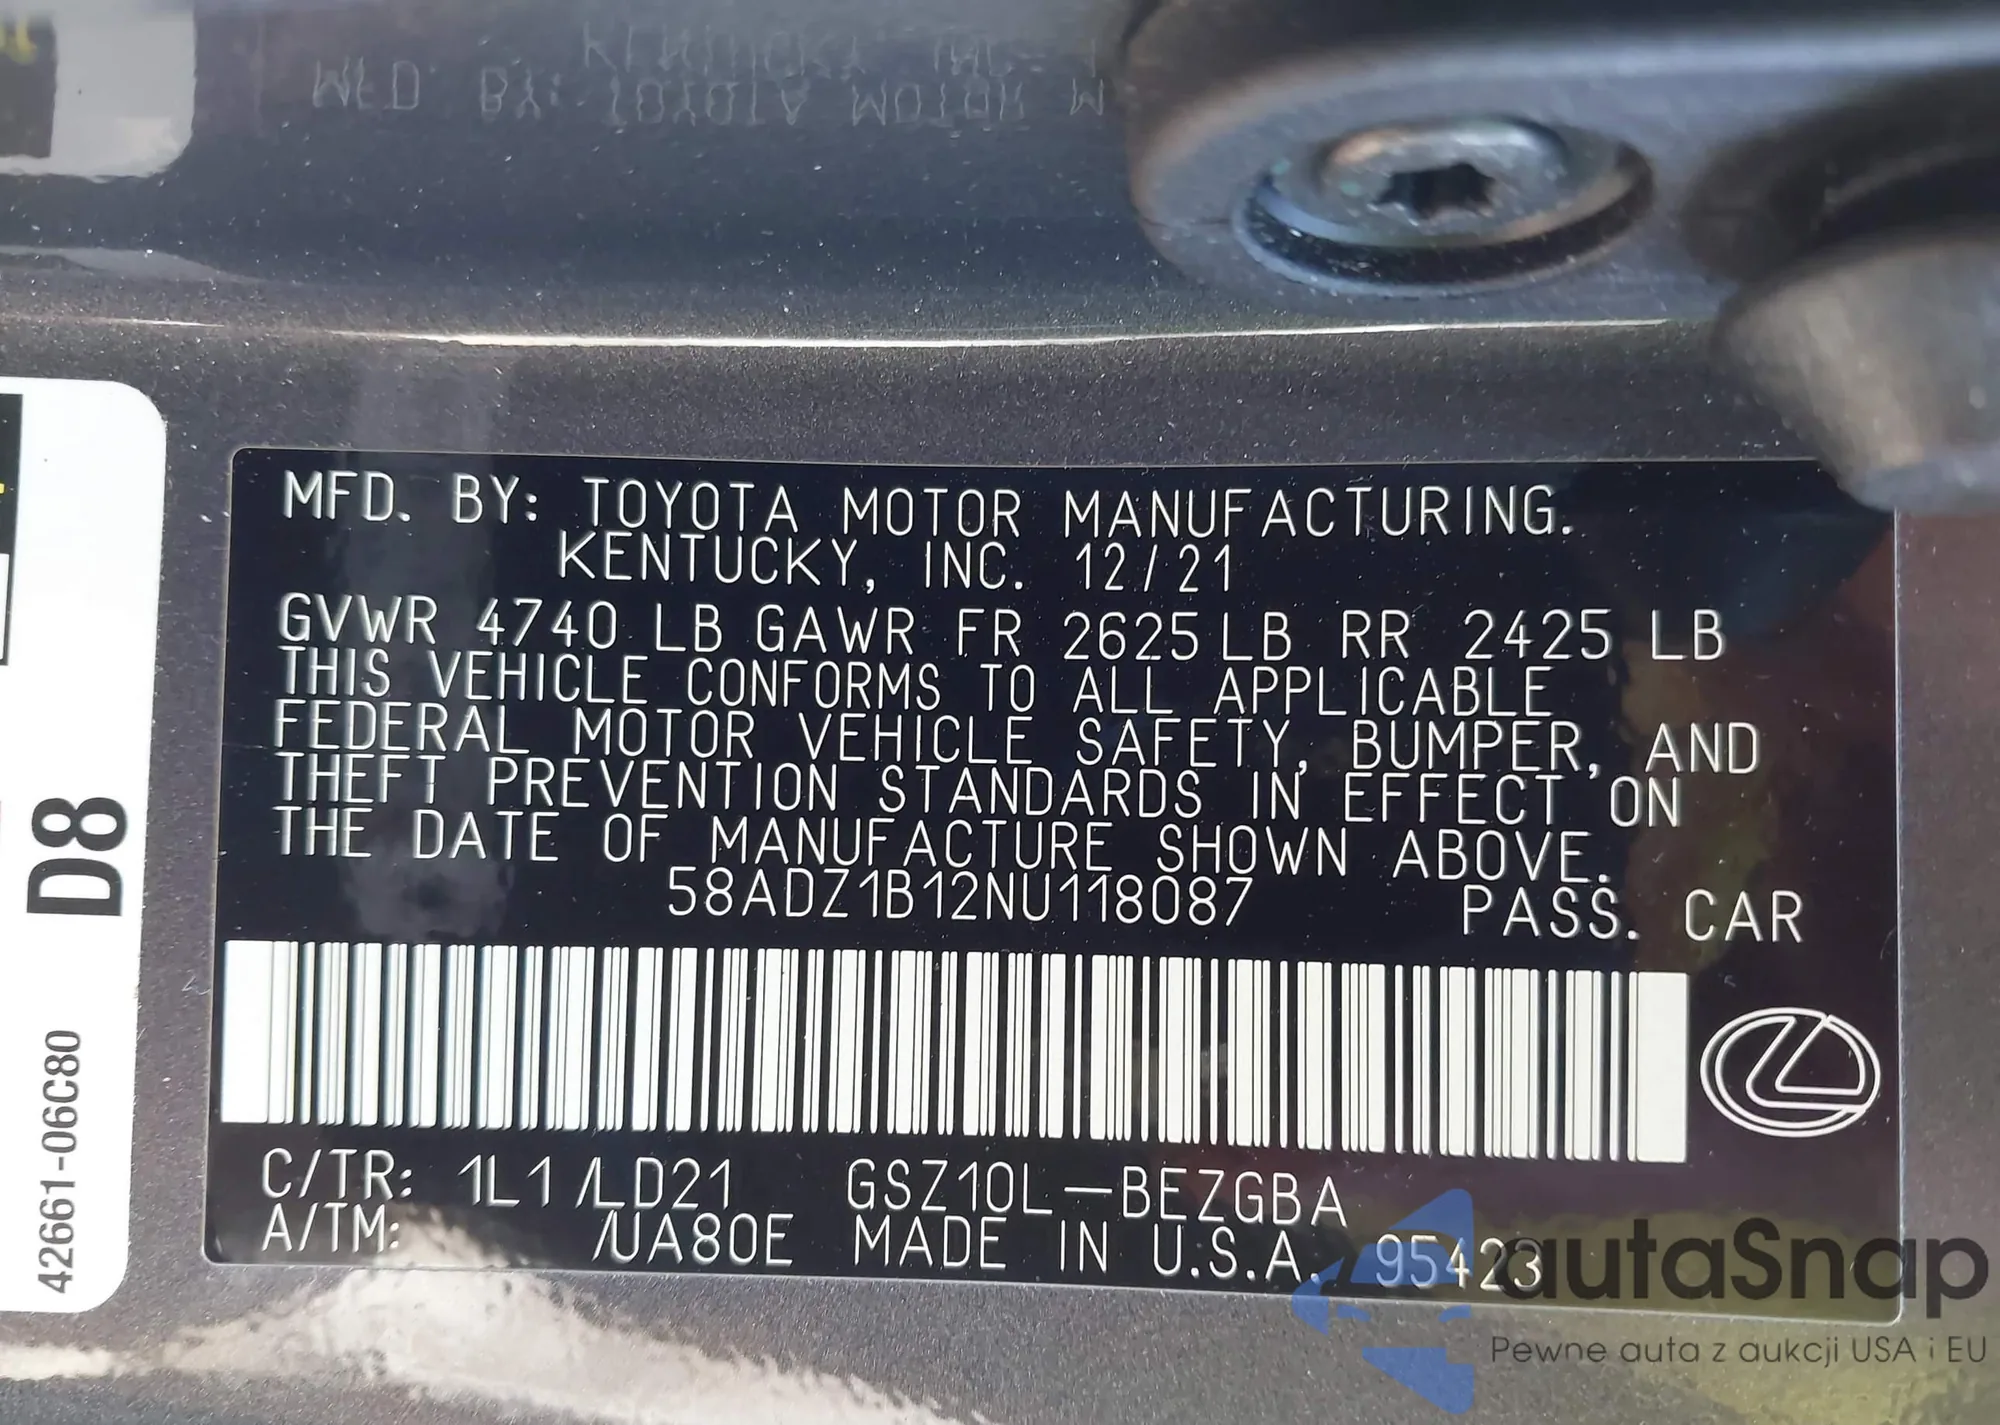 MFD. BY: TOYOTA MOTOR MANUFACTURING.
KENTUCKY, INC. 12/21
GVWR 4740 LB GAWR FR 2625 LB RR 2425 LB
THIS VEHICLE CONFORMS TO ALL APPLICABLE
FEDERAL MOTOR VEHICLE SAFETY, BUMPER, AND
THEFT PREVENTION STANDARDS IN EFFECT ON
THE DATE OF MANUFACTURE SHOWN ABOVE.
58ADZ1B12NU118087 PASS. CAR
C/TR: 1L1/LD21 GSZ10L-BEZGBA
A/TM: /UA80E MADE IN U.S.A. 95423
D8
42661-06C80
autaSnap
Pewne auta z aukcji USA i EU